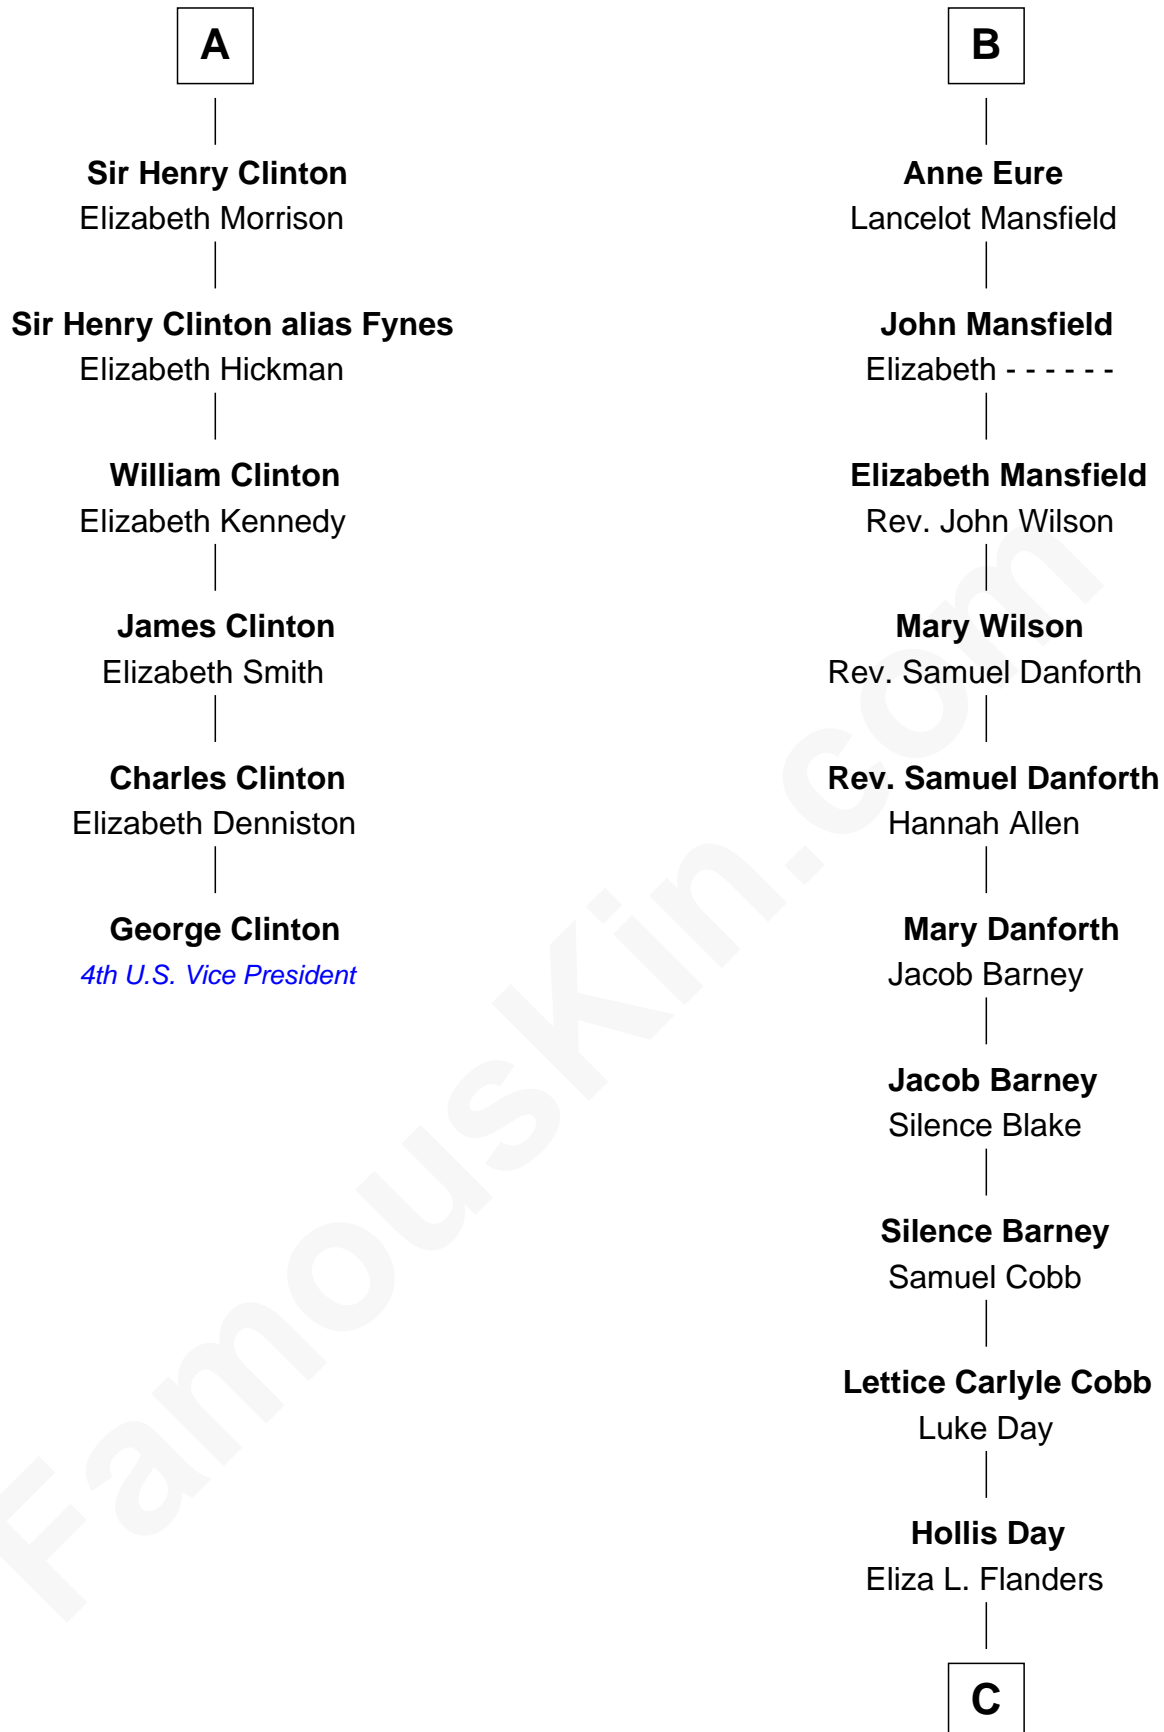 A
Sir Henry Clinton
Elizabeth Morrison
Sir Henry Clinton alias Fynes
Elizabeth Hickman
William Clinton
Elizabeth Kennedy
James Clinton
Elizabeth Smith
Charles Clinton
Elizabeth Denniston
George Clinton
4th U.S. Vice President
B
Anne Eure
Lancelot Mansfield
John Mansfield
Elizabeth - - - - - -
Elizabeth Mansfield
Rev. John Wilson
Mary Wilson
Rev. Samuel Danforth
Rev. Samuel Danforth
Hannah Allen
Mary Danforth
Jacob Barney
Jacob Barney
Silence Blake
Silence Barney
Samuel Cobb
Lettice Carlyle Cobb
Luke Day
Hollis Day
Eliza L. Flanders
C
FamousKin.com